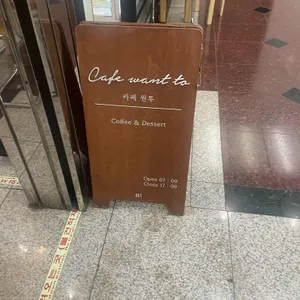 Cafe want to
카페 원투
Coffee & Dessert
Open 07 : 00
Close 17 : 00
B1